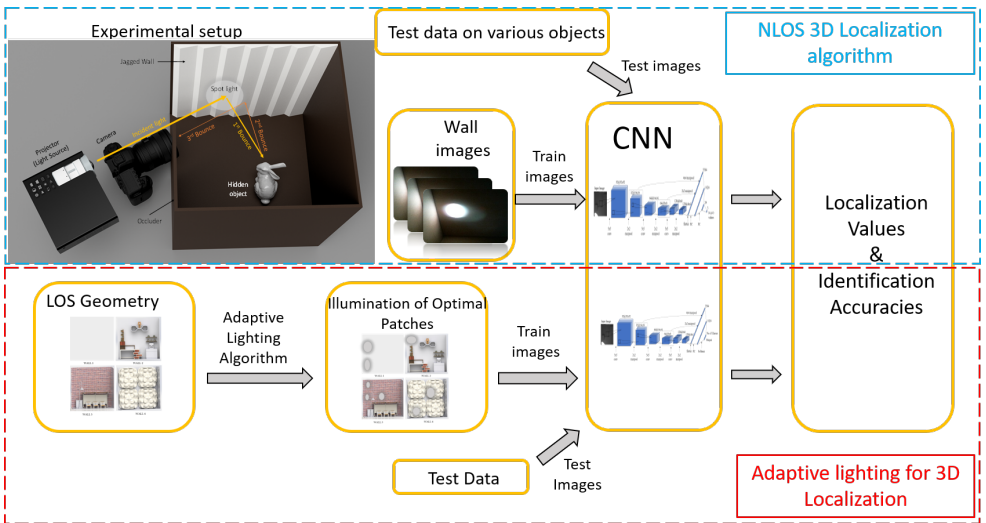 Experimental setup
Jagged Wall
Spot light
Incident light
1st Bounce
2nd Bounce
3rd Bounce
Camera
Projector
(Light Source)
Hidden
object
Occluder
Test data on various objects
Test images
NLOS 3D Localization
algorithm
Wall
images
Train
images
CNN
Localization
Values
&
Identification
Accuracies
LOS Geometry
Adaptive
Lighting
Algorithm
Illumination of Optimal
Patches
Train
images
Test Data
Test
Images
Adaptive lighting for 3D
Localization